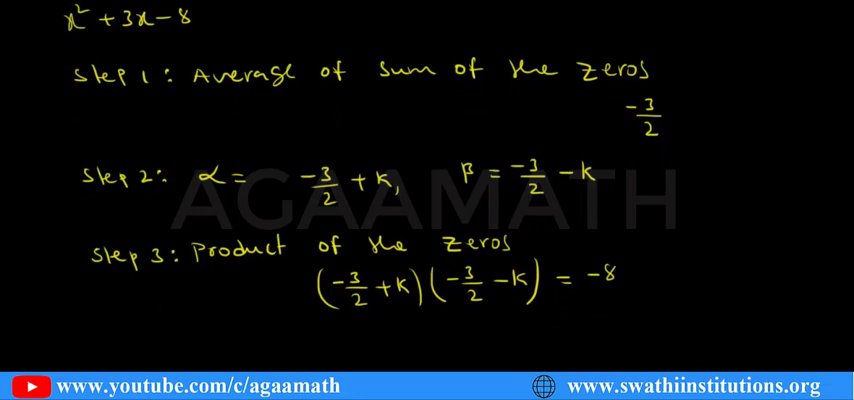 x² + 3x - 8
Step 1: Average of sum of the zeros
-3/2
Step 2: α = -3/2 + k, β = -3/2 - k
AGAAMATH
Step 3: Product of the zeros
(-3/2 + k)(-3/2 - k) = -8
www.youtube.com/c/agaamath www.swathiinstitutions.org